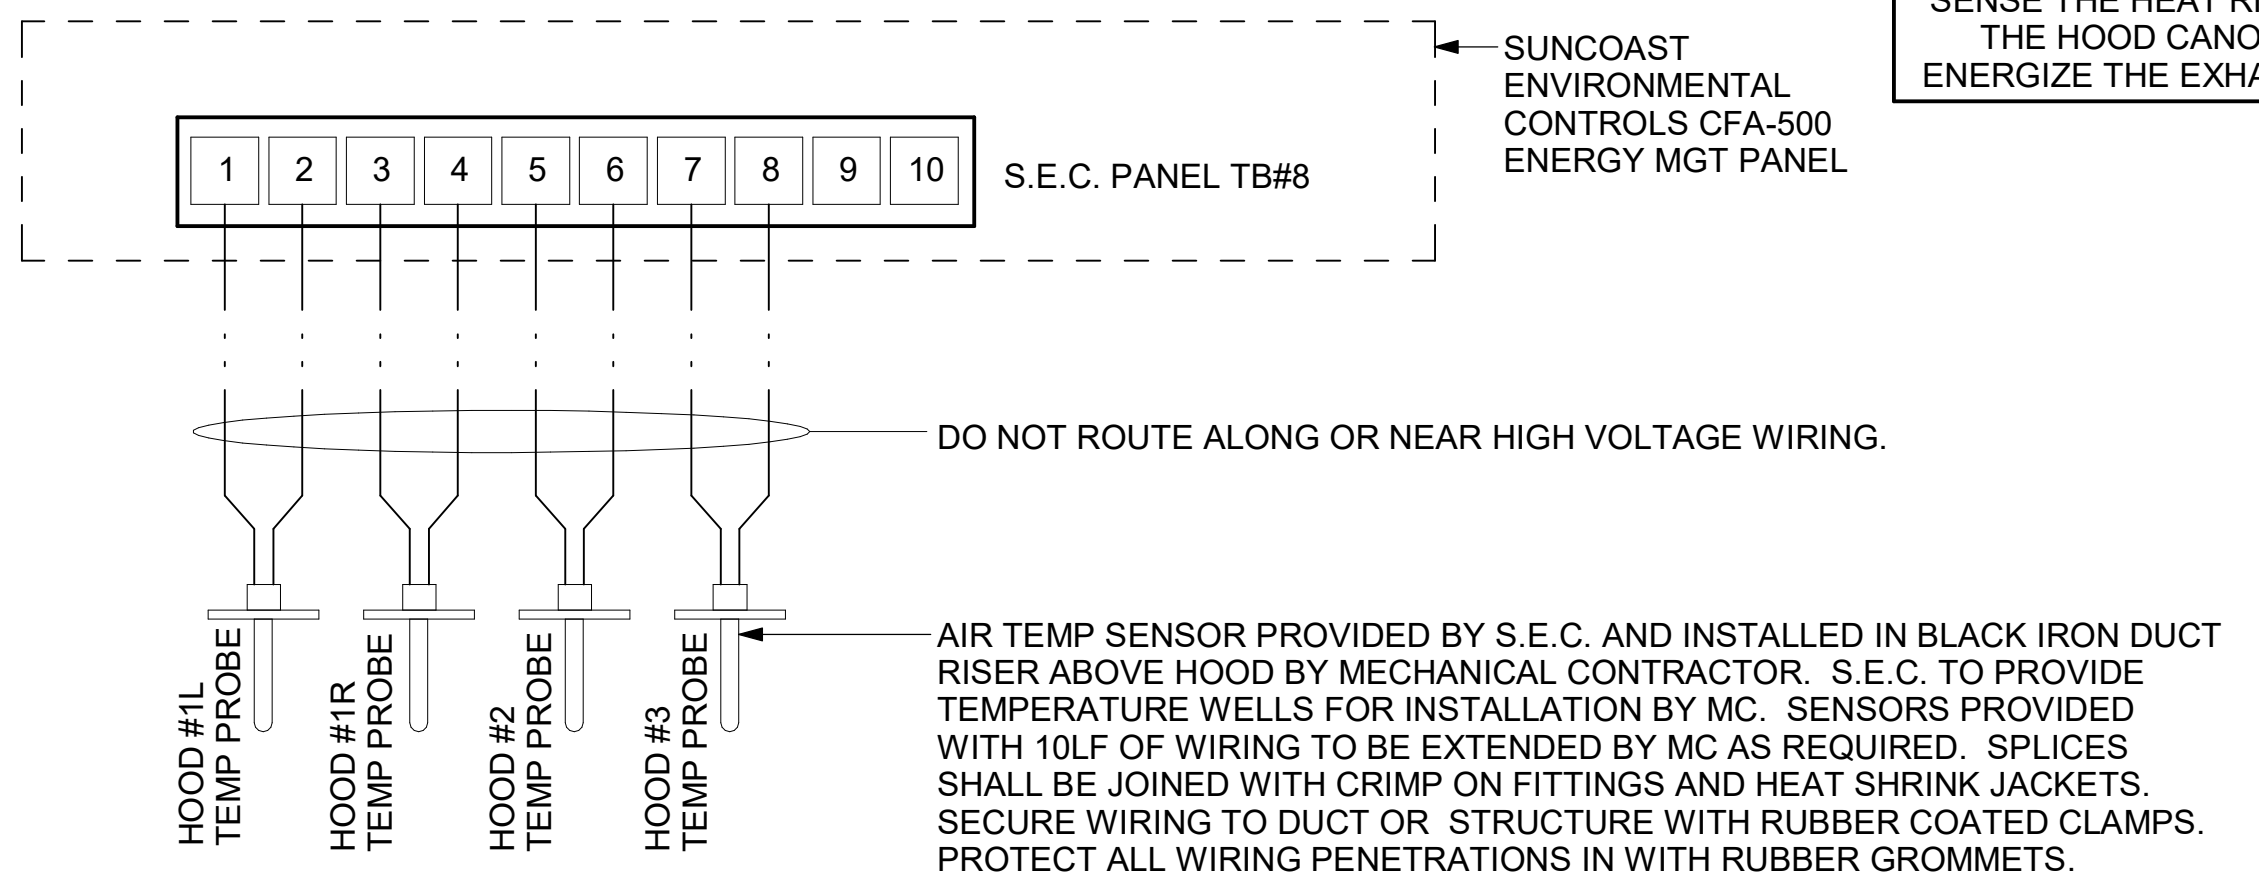 SENSE THE HEAT
THE HOOD
ENERGIZE THE
SUNCOAST
ENVIRONMENTAL
CONTROLS CFA-500
ENERGY MGT PANEL
1 2 3 4 5 6 7 8 9 10
S.E.C. PANEL TB#8
DO NOT ROUTE ALONG OR NEAR HIGH VOLTAGE WIRING.
HOOD #1L
TEMP PROBE
HOOD #1R
TEMP PROBE
HOOD #2
TEMP PROBE
HOOD #3
TEMP PROBE
AIR TEMP SENSOR PROVIDED BY S.E.C. AND INSTALLED IN BLACK IRON DUCT
RISER ABOVE HOOD BY MECHANICAL CONTRACTOR. S.E.C. TO PROVIDE
TEMPERATURE WELLS FOR INSTALLATION BY MC. SENSORS PROVIDED
WITH 10LF OF WIRING TO BE EXTENDED BY MC AS REQUIRED. SPLICES
SHALL BE JOINED WITH CRIMP ON FITTINGS AND HEAT SHRINK JACKETS.
SECURE WIRING TO DUCT OR STRUCTURE WITH RUBBER COATED CLAMPS.
PROTECT ALL WIRING PENETRATIONS IN WITH RUBBER GROMMETS.